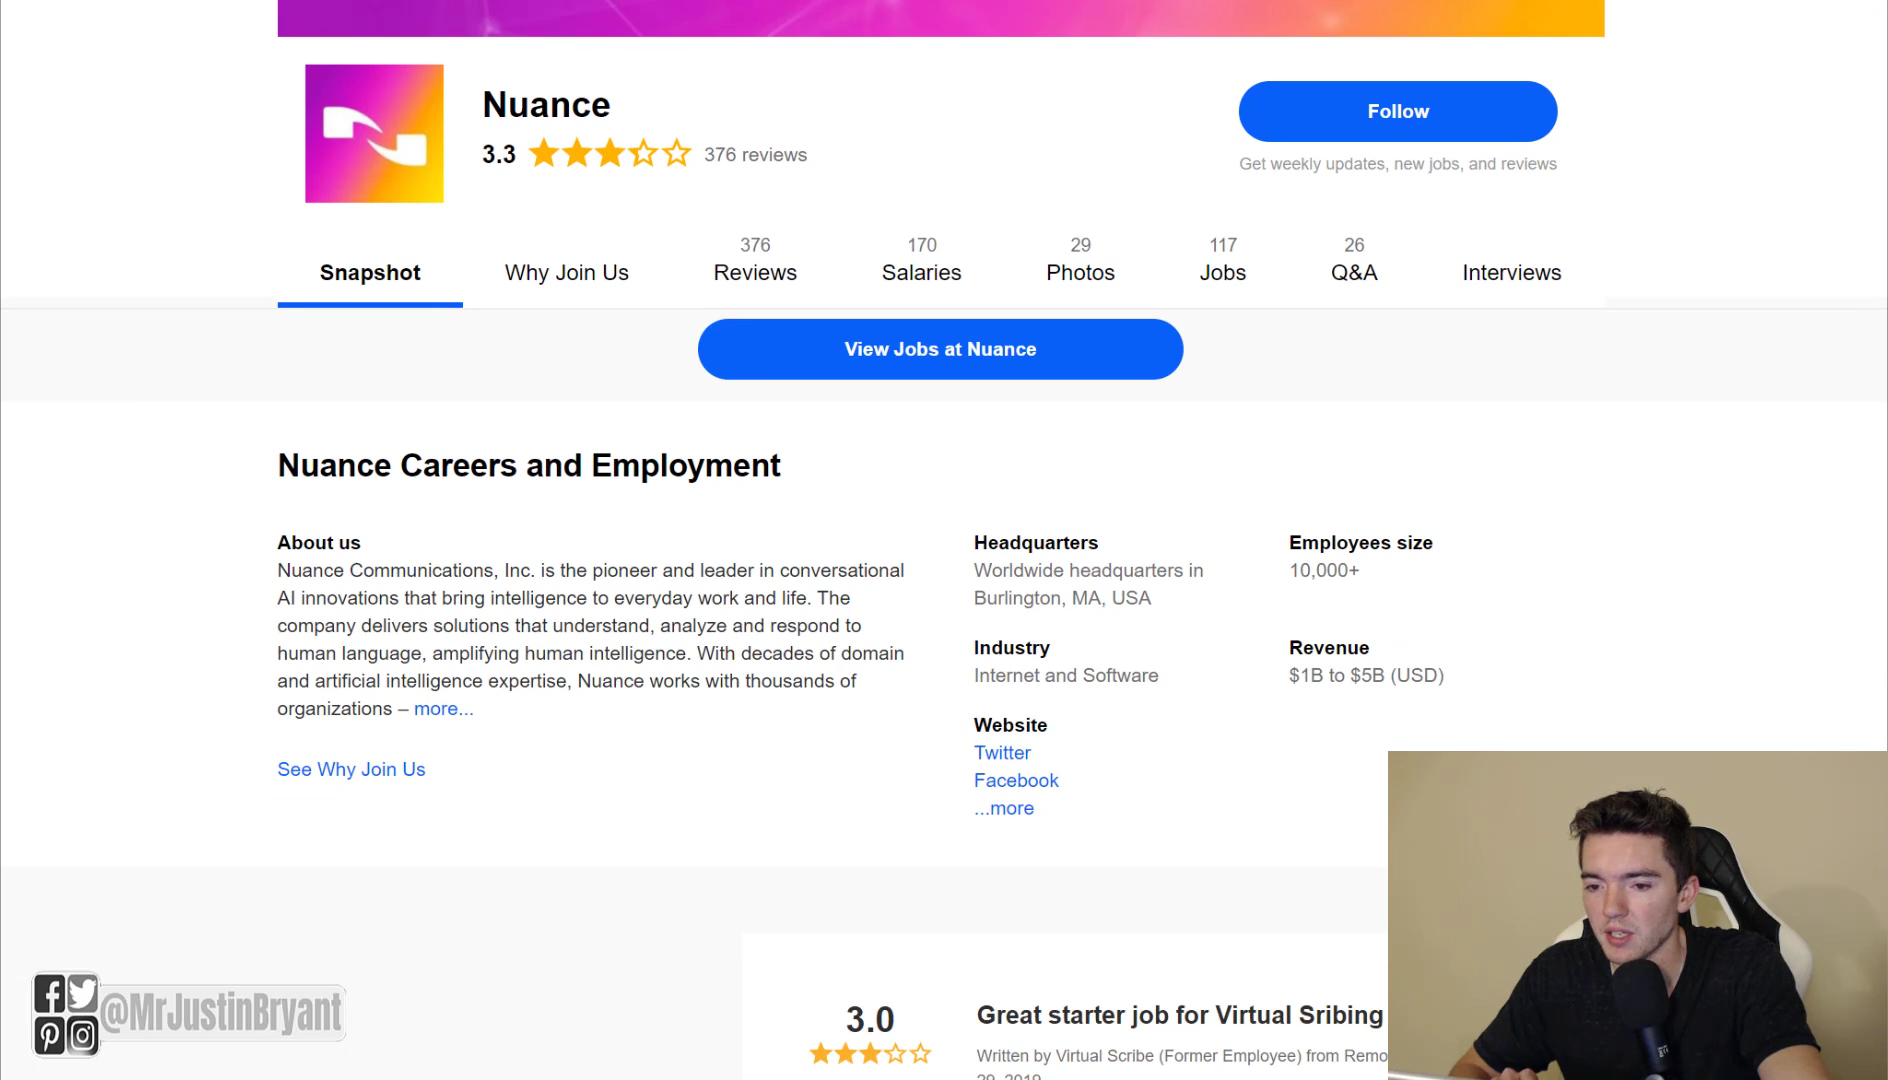 Nuance
3.3
376 reviews
Follow
Get weekly updates, new jobs, and reviews
Snapshot
Why Join Us
376
Reviews
170
Salaries
29
Photos
117
Jobs
26
Q&A
Interviews
View Jobs at Nuance
Nuance Careers and Employment
About us
Nuance Communications, Inc. is the pioneer and leader in conversational
AI innovations that bring intelligence to everyday work and life. The
company delivers solutions that understand, analyze and respond to
human language, amplifying human intelligence. With decades of domain
and artificial intelligence expertise, Nuance works with thousands of
organizations – more...
See Why Join Us
Headquarters
Worldwide headquarters in
Burlington, MA, USA
Industry
Internet and Software
Website
Twitter
Facebook
...more
Employees size
10,000+
Revenue
$1B to $5B (USD)
3.0
Great starter job for Virtual Sribing
Written by Virtual Scribe (Former Employee) from Remo
29, 2019
@MrJustinBryant